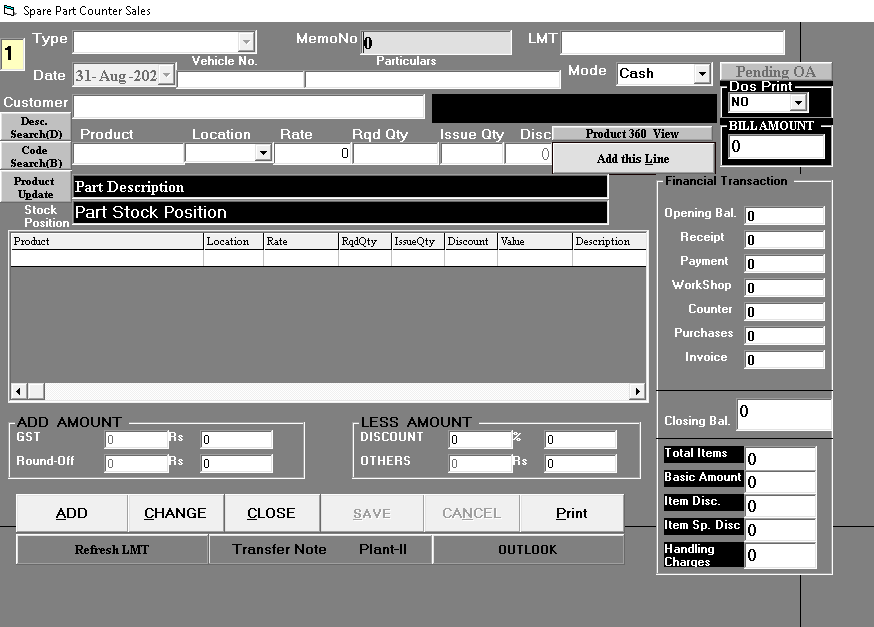 Spare Part Counter Sales
Type MemoNo 0 LMT
1
Vehicle No. Particulars
Date 31-Aug-202 Mode Cash Pending OA
Customer Dos Print
NO
Desc. Search(D) Product Location Rate Rqd Qty Issue Qty Disc Product 360 View BILL AMOUNT
Code Search(B) 0 0 Add this Line 0
Product Update Part Description Financial Transaction
Stock Position Part Stock Position
Product Location Rate RqdQty IssueQty Discount Value Description
Opening Bal. 0
Receipt 0
Payment 0
WorkShop 0
Counter 0
Purchases 0
Invoice 0
Closing Bal. 0
ADD AMOUNT LESS AMOUNT
GST 0 Rs 0 DISCOUNT 0 % 0
Round-Off 0 Rs 0 OTHERS 0 Rs 0
Total Items 0
Basic Amount 0
Item Disc. 0
Item Sp. Disc 0
Handling Charges 0
ADD CHANGE CLOSE SAVE CANCEL Print
Refresh LMT Transfer Note Plant-II OUTLOOK